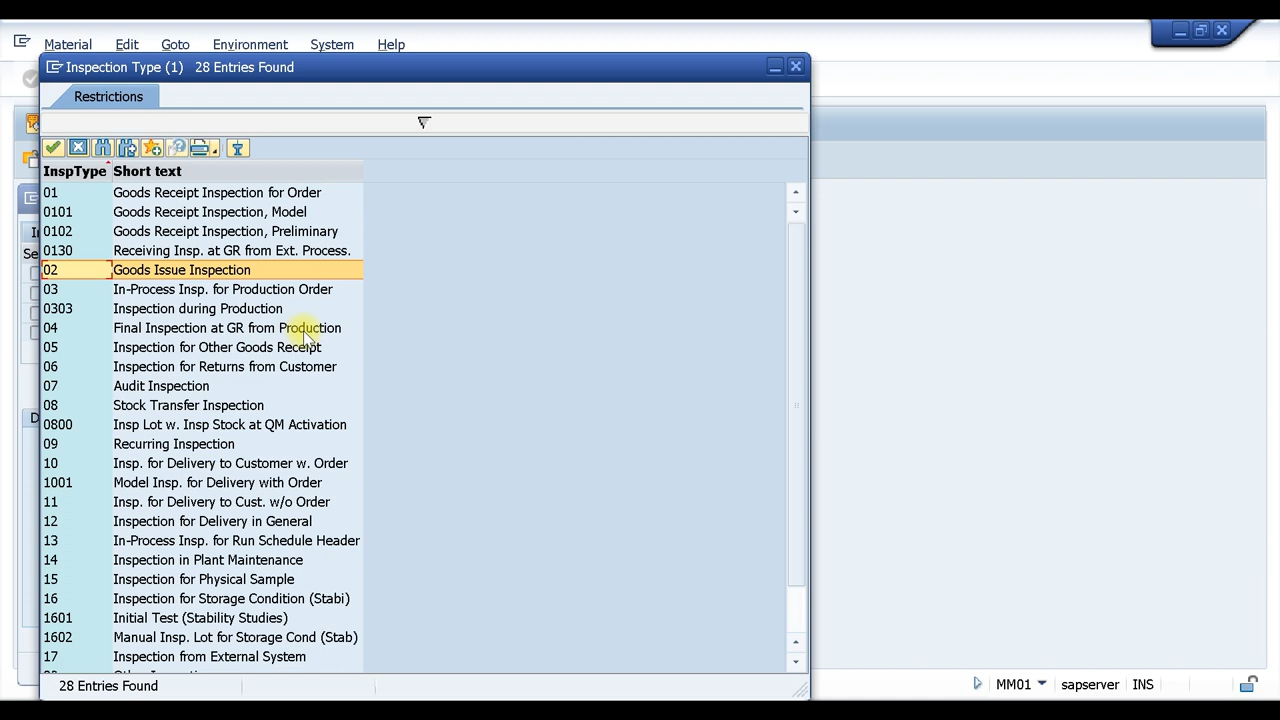 Material Edit Goto Environment System Help
Inspection Type (1) 28 Entries Found
Restrictions
InspType Short text
01 Goods Receipt Inspection for Order
0101 Goods Receipt Inspection, Model
0102 Goods Receipt Inspection, Preliminary
0130 Receiving Insp. at GR from Ext. Process.
02 Goods Issue Inspection
03 In-Process Insp. for Production Order
0303 Inspection during Production
04 Final Inspection at GR from Production
05 Inspection for Other Goods Receipt
06 Inspection for Returns from Customer
07 Audit Inspection
08 Stock Transfer Inspection
0800 Insp Lot w. Insp Stock at QM Activation
09 Recurring Inspection
10 Insp. for Delivery to Customer w. Order
1001 Model Insp. for Delivery with Order
11 Insp. for Delivery to Cust. w/o Order
12 Inspection for Delivery in General
13 In-Process Insp. for Run Schedule Header
14 Inspection in Plant Maintenance
15 Inspection for Physical Sample
16 Inspection for Storage Condition (Stabi)
1601 Initial Test (Stability Studies)
1602 Manual Insp. Lot for Storage Cond (Stab)
17 Inspection from External System
28 Entries Found
MM01 sapserver INS